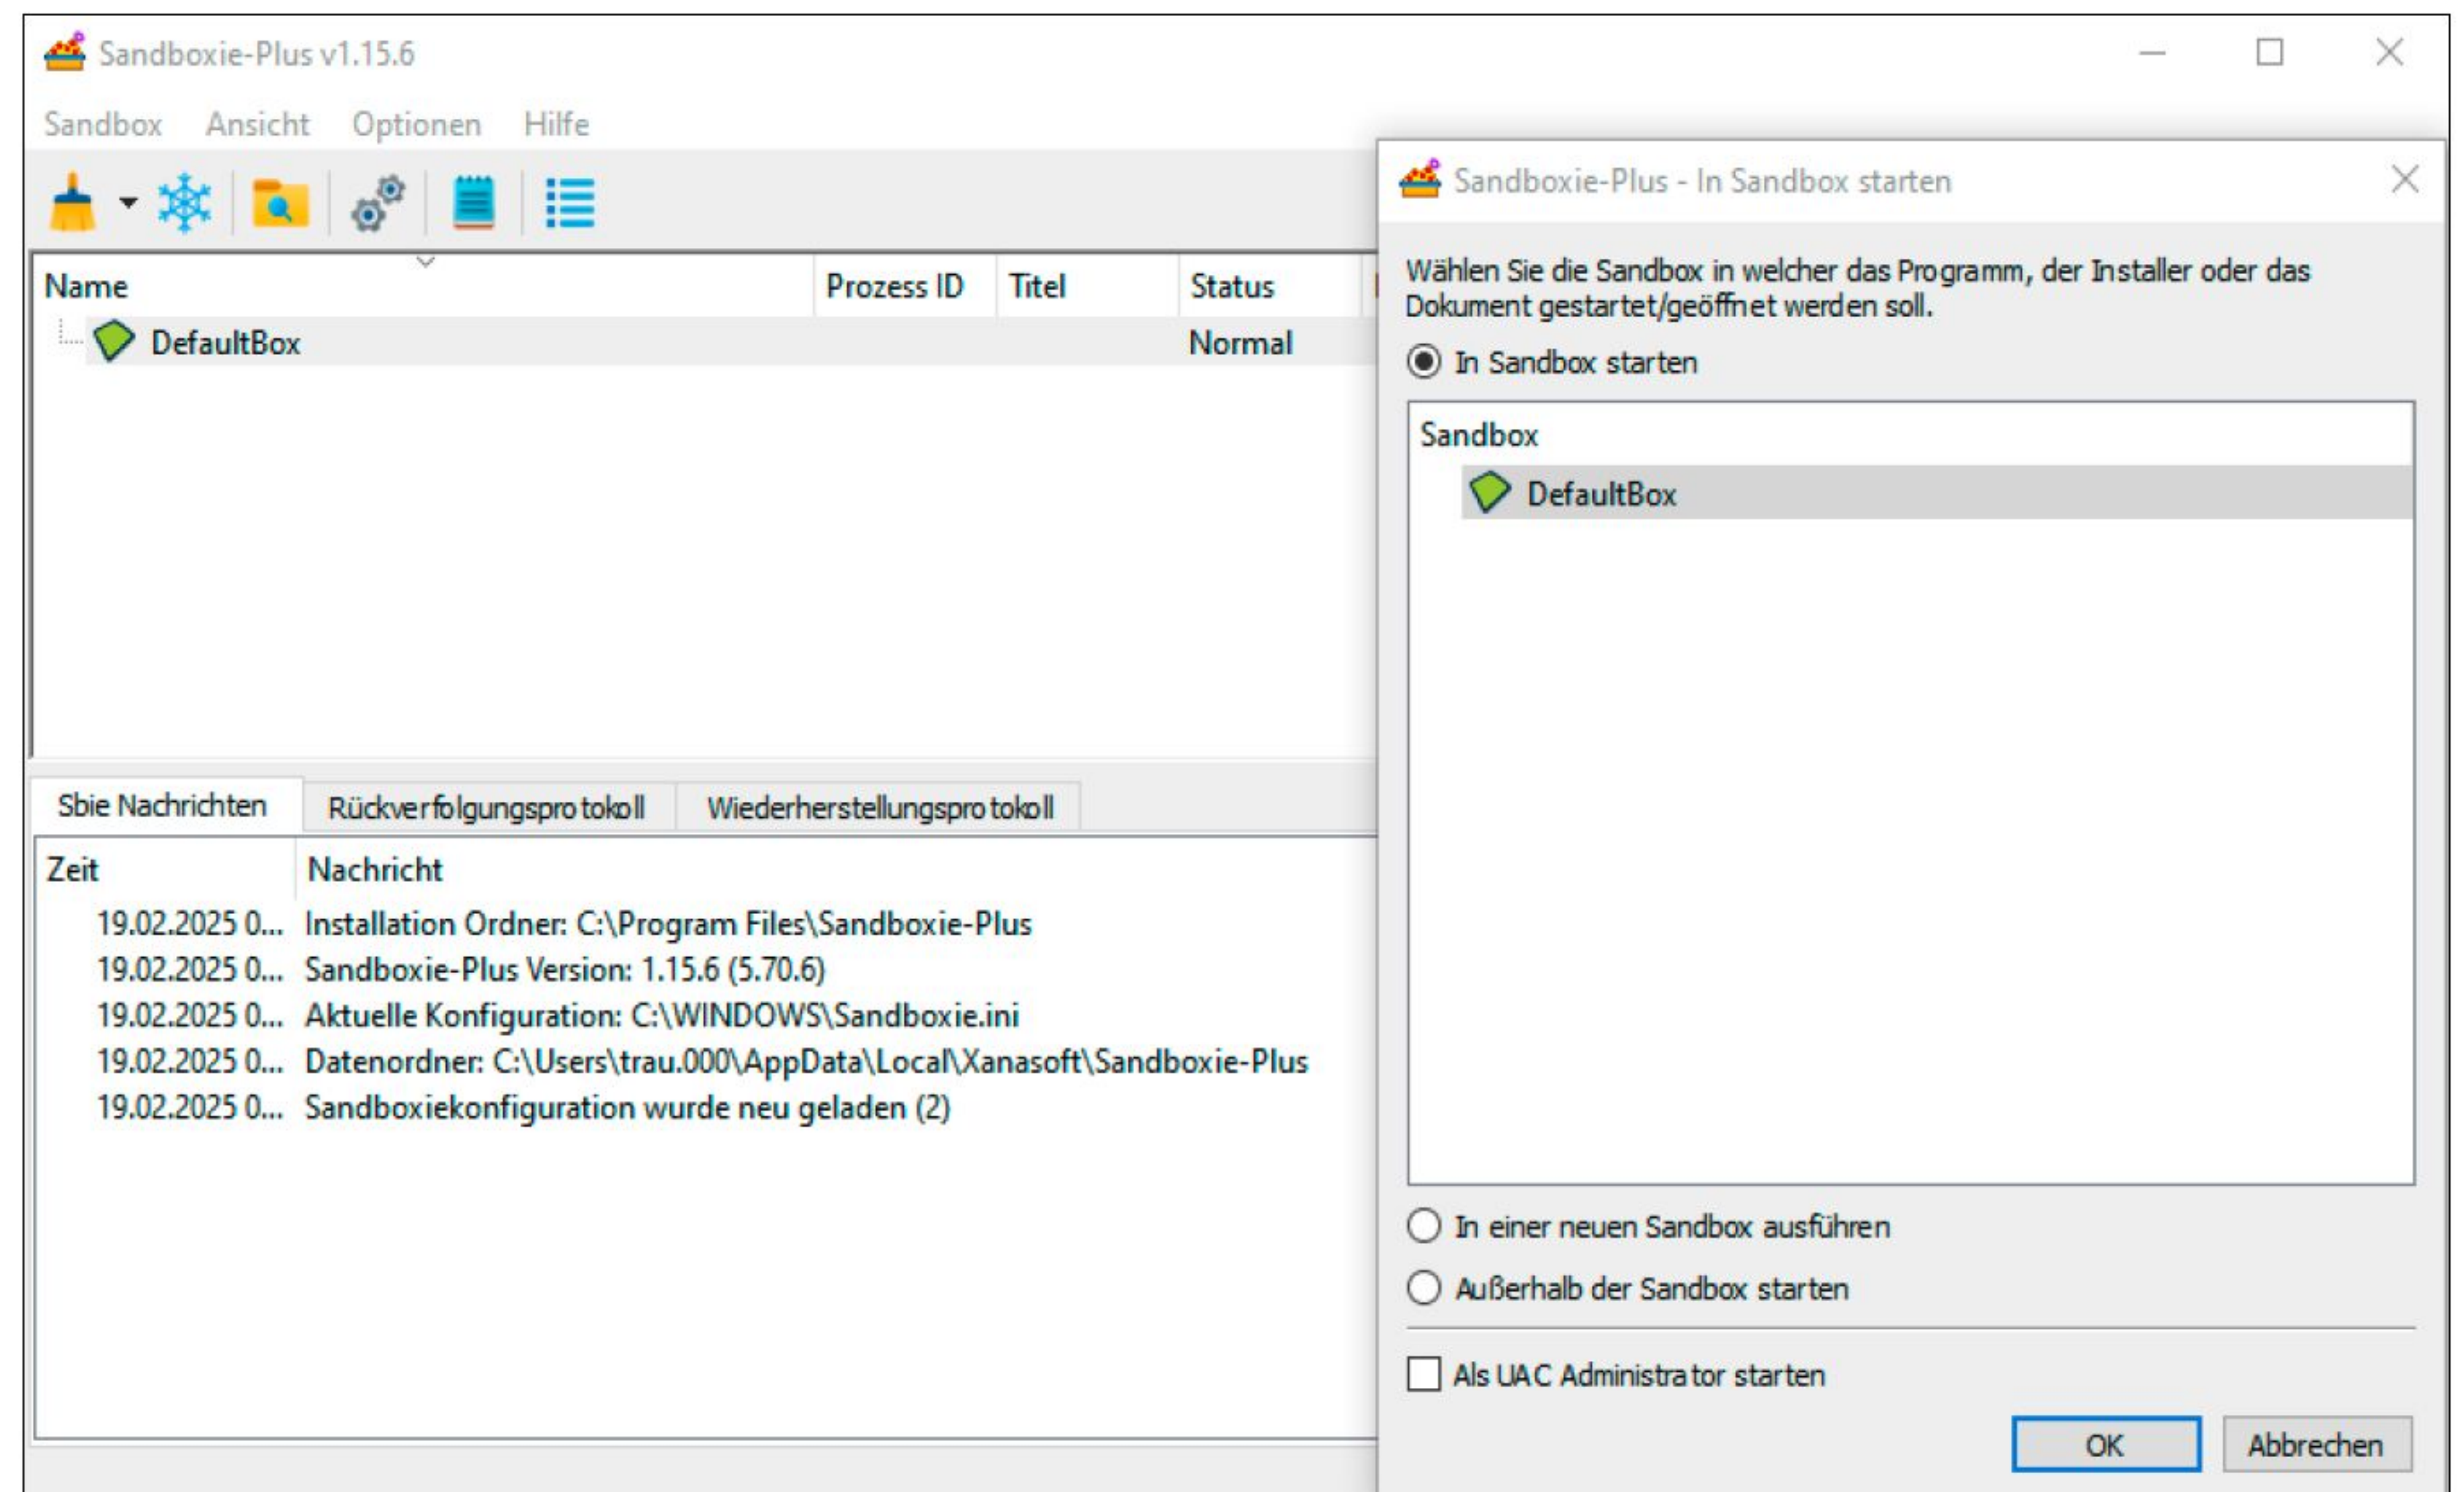 Sandboxie-Plus v1.15.6
Sandbox Ansicht Optionen Hilfe
Name Prozess ID Titel Status
DefaultBox Normal
Sbie Nachrichten Rückverfolgungsprotokoll Wiederherstellungsprotokoll
Zeit Nachricht
19.02.2025 0... Installation Ordner: C:\Program Files\Sandboxie-Plus
19.02.2025 0... Sandboxie-Plus Version: 1.15.6 (5.70.6)
19.02.2025 0... Aktuelle Konfiguration: C:\WINDOWS\Sandboxie.ini
19.02.2025 0... Datenordner: C:\Users\trau.000\AppData\Local\Xanasoft\Sandboxie-Plus
19.02.2025 0... Sandboxiekonfiguration wurde neu geladen (2)
Sandboxie-Plus - In Sandbox starten
Wählen Sie die Sandbox in welcher das Programm, der Installer oder das
Dokument gestartet/geöffnet werden soll.
In Sandbox starten
Sandbox
DefaultBox
In einer neuen Sandbox ausführen
Außerhalb der Sandbox starten
Als UAC Administrator starten
OK Abbrechen